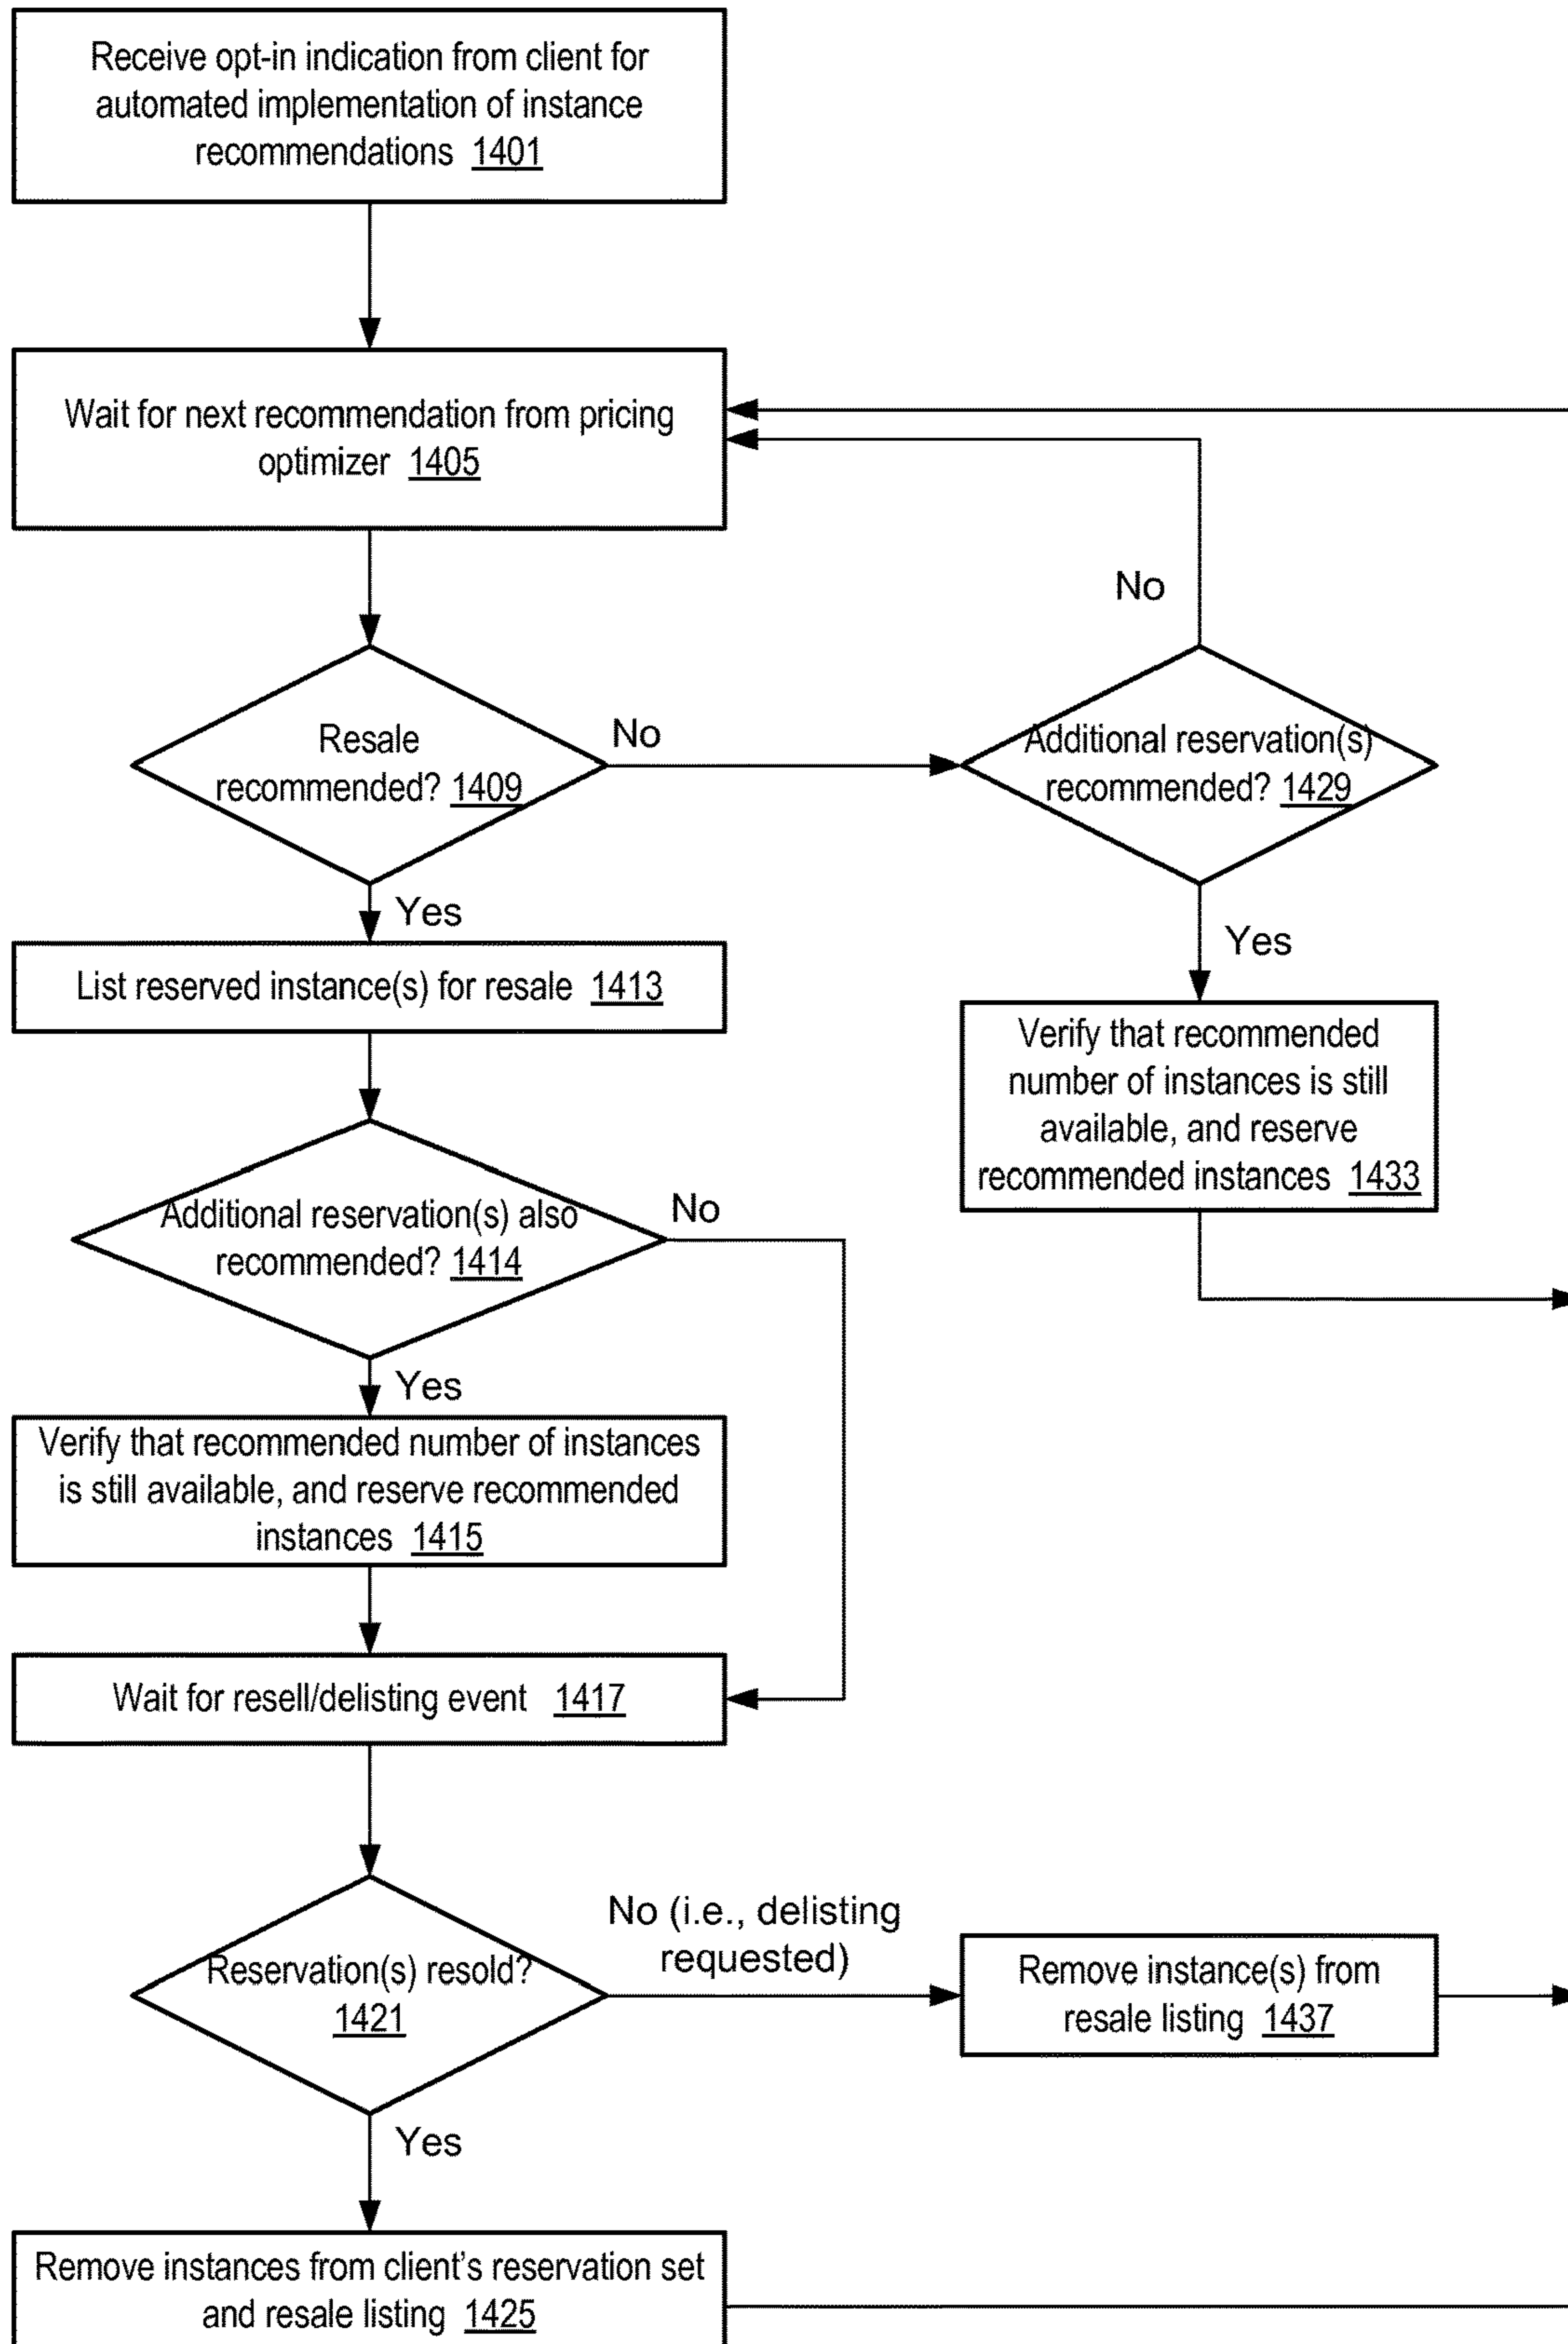 Receive opt-in indication from client for
automated implementation of instance
recommendations 1401
Wait for next recommendation from pricing
optimizer 1405
No
Resale
recommended? 1409
No
Additional reservation(s)
recommended? 1429
Yes
Yes
List reserved instance(s) for resale 1413
Verify that recommended
number of instances is still
available, and reserve
recommended instances 1433
Additional reservation(s) also
recommended? 1414
No
Yes
Verify that recommended number of instances
is still available, and reserve recommended
instances 1415
Wait for resell/delisting event 1417
Reservation(s) resold?
1421
No (i.e., delisting
requested)
Remove instance(s) from
resale listing 1437
Yes
Remove instances from client's reservation set
and resale listing 1425